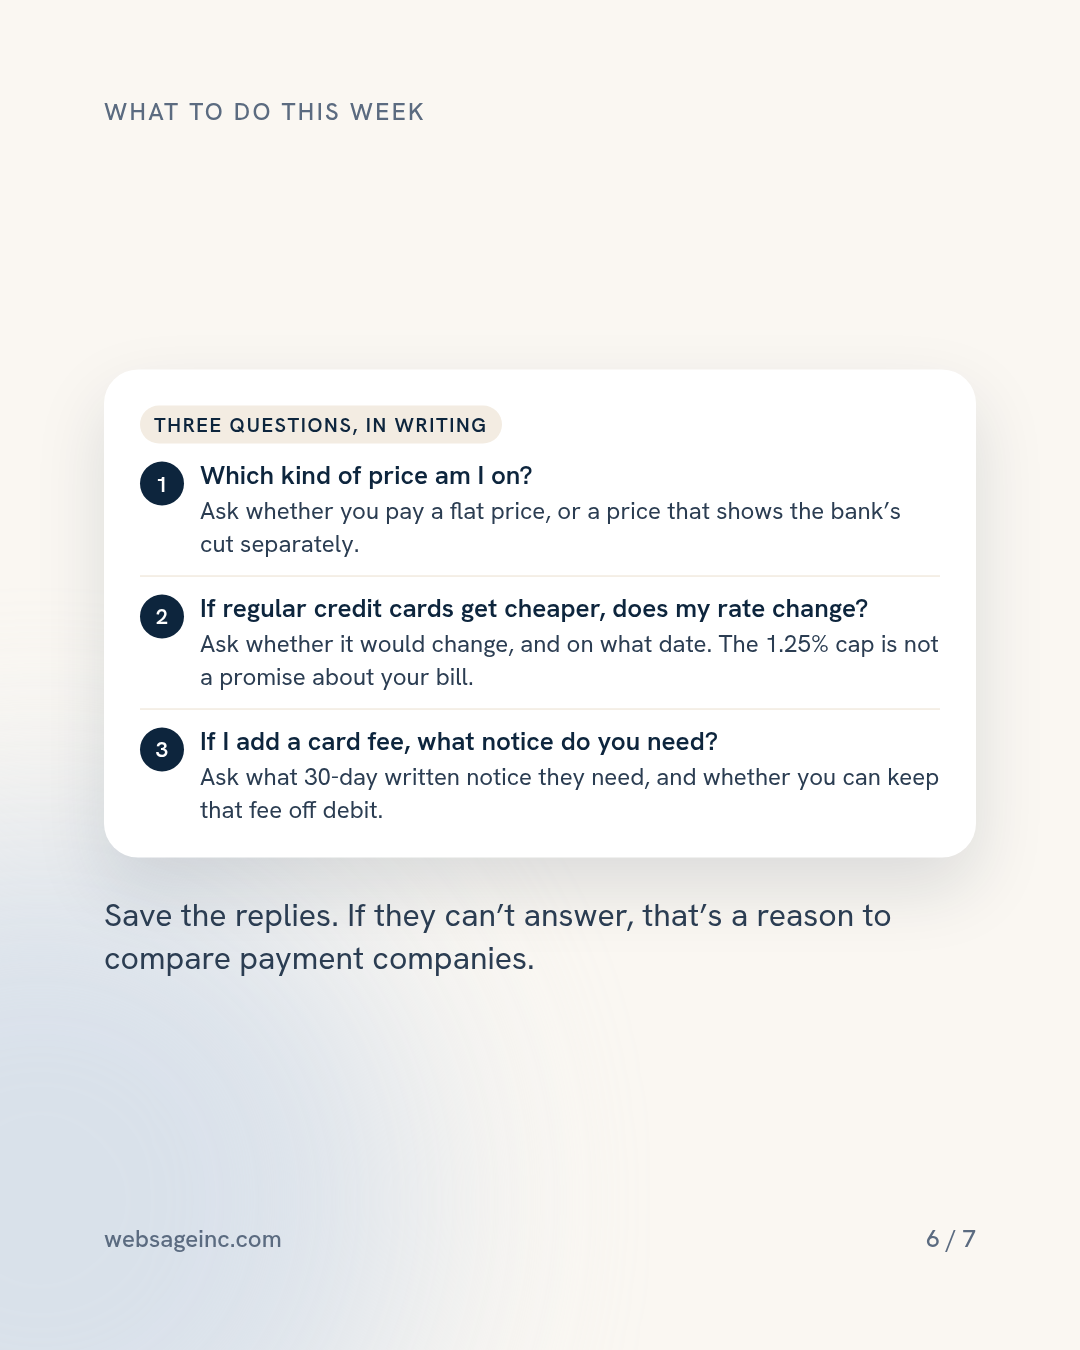 WHAT TO DO THIS WEEK
THREE QUESTIONS, IN WRITING
1 Which kind of price am I on?
Ask whether you pay a flat price, or a price that shows the bank’s
cut separately.
2 If regular credit cards get cheaper, does my rate change?
Ask whether it would change, and on what date. The 1.25% cap is not
a promise about your bill.
3 If I add a card fee, what notice do you need?
Ask what 30-day written notice they need, and whether you can keep
that fee off debit.
Save the replies. If they can’t answer, that’s a reason to
compare payment companies.
websageinc.com
6 / 7